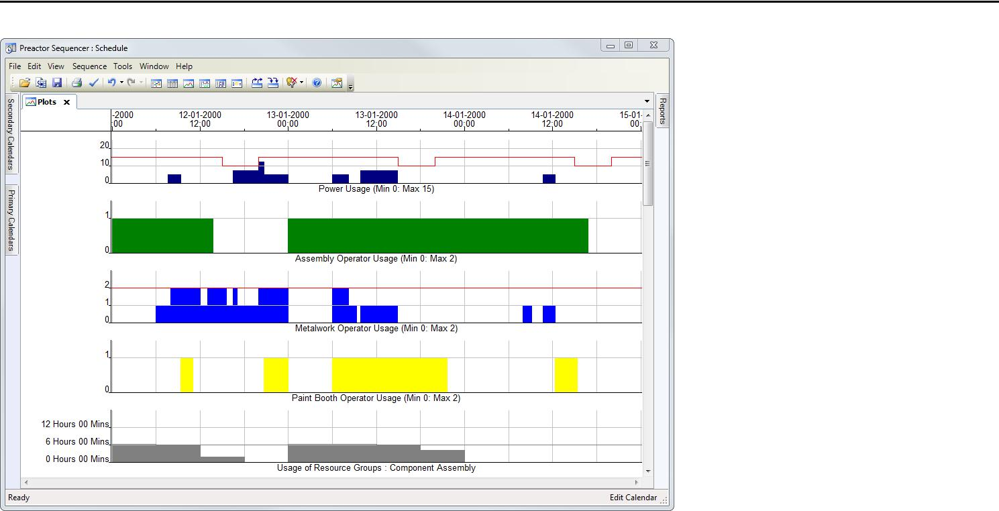 Preactor Sequencer : Schedule
File Edit View Sequence Tools Window Help
Plots
Secondary Calendars
Primary Calendars
Reports
-2000 12-01-2000 13-01-2000 13-01-2000 14-01-2000 14-01-2000 15-01-
:00 12:00 00:00 12:00 00:00 12:00 00:
20
10
0
Power Usage (Min 0: Max 15)
1
0
Assembly Operator Usage (Min 0: Max 2)
2
1
0
Metalwork Operator Usage (Min 0: Max 2)
1
0
Paint Booth Operator Usage (Min 0: Max 2)
12 Hours 00 Mins
6 Hours 00 Mins
0 Hours 00 Mins
Usage of Resource Groups : Component Assembly
Ready Edit Calendar